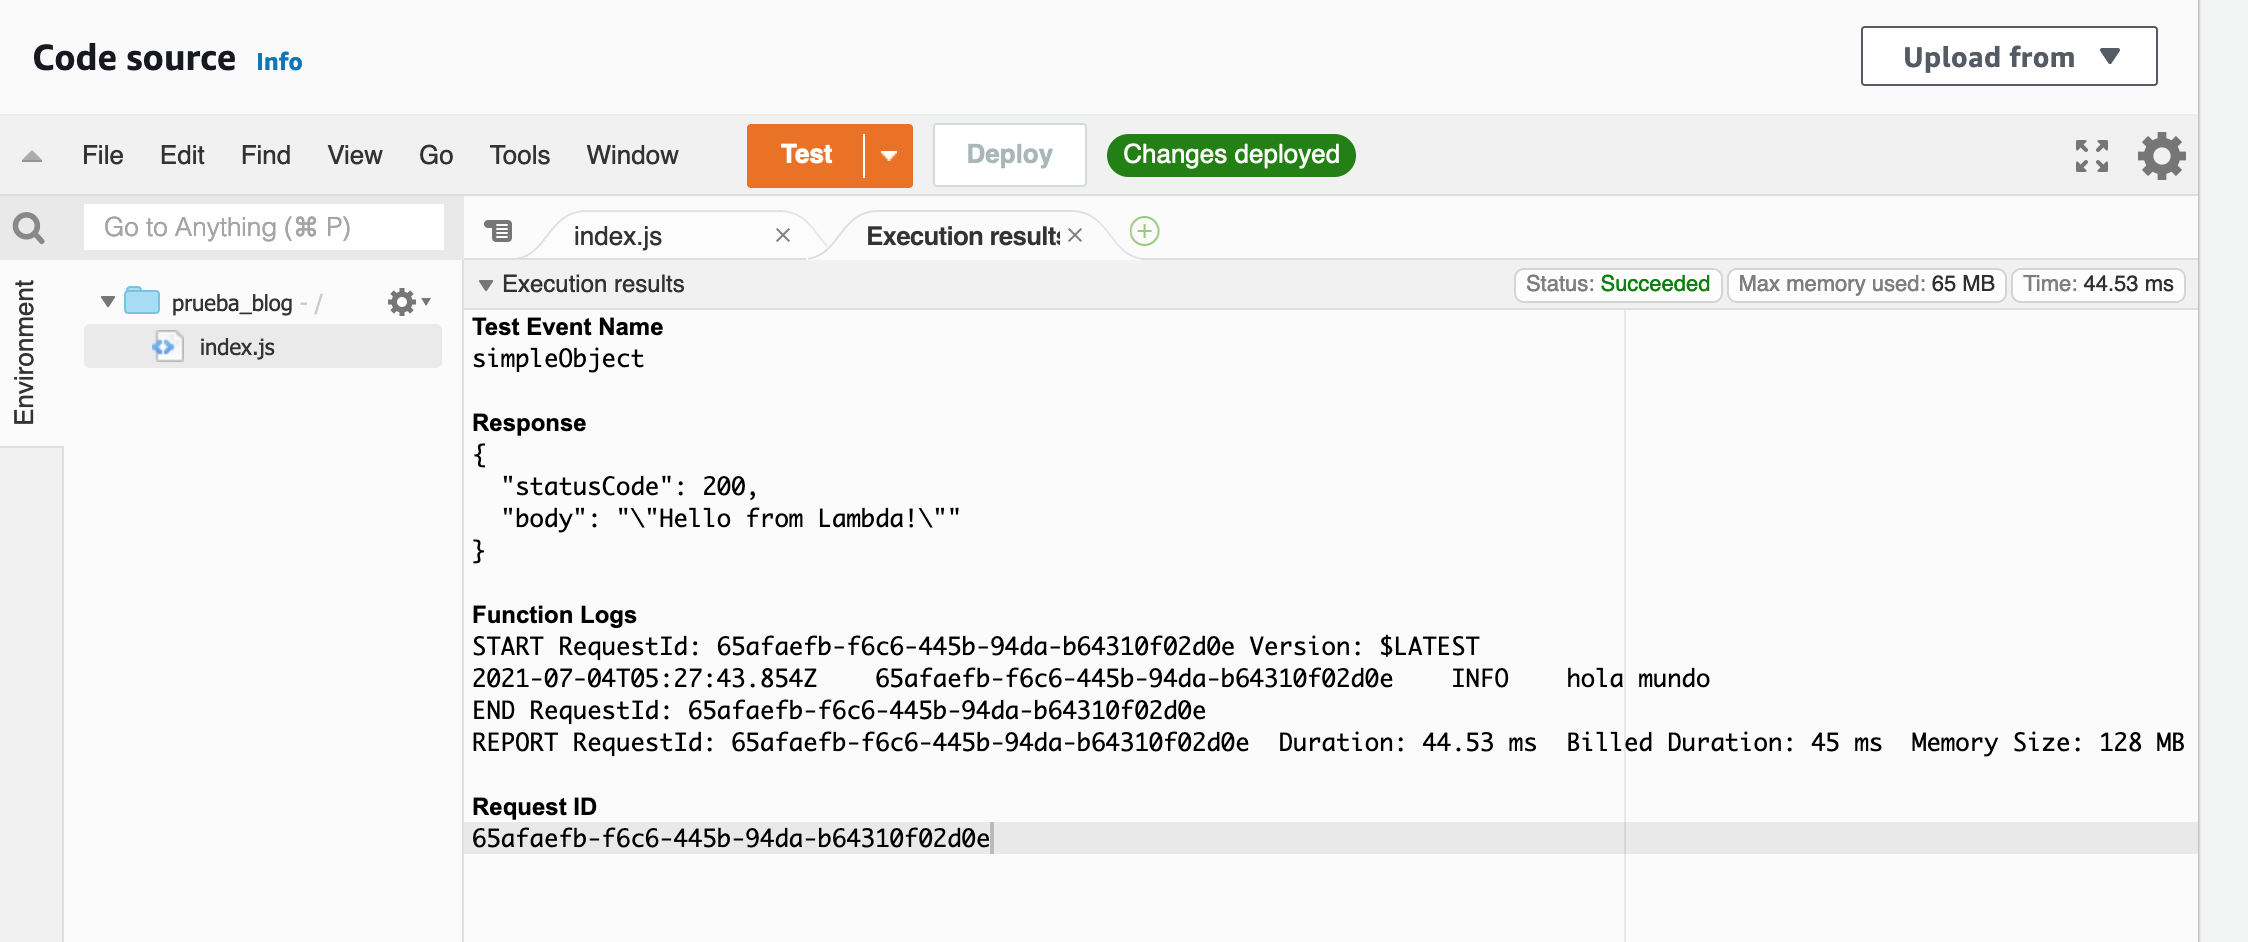 Code source Info
Upload from
File Edit Find View Go Tools Window Test Deploy Changes deployed
Go to Anything (⌘ P)
index.js Execution results
Environment
Execution results Status: Succeeded Max memory used: 65 MB Time: 44.53 ms
prueba_blog - /
index.js
Test Event Name
simpleObject
Response
{
  "statusCode": 200,
  "body": "\"Hello from Lambda!\""
}
Function Logs
START RequestId: 65afaefb-f6c6-445b-94da-b64310f02d0e Version: $LATEST
2021-07-04T05:27:43.854Z 65afaefb-f6c6-445b-94da-b64310f02d0e INFO hola mundo
END RequestId: 65afaefb-f6c6-445b-94da-b64310f02d0e
REPORT RequestId: 65afaefb-f6c6-445b-94da-b64310f02d0e Duration: 44.53 ms Billed Duration: 45 ms Memory Size: 128 MB
Request ID
65afaefb-f6c6-445b-94da-b64310f02d0e